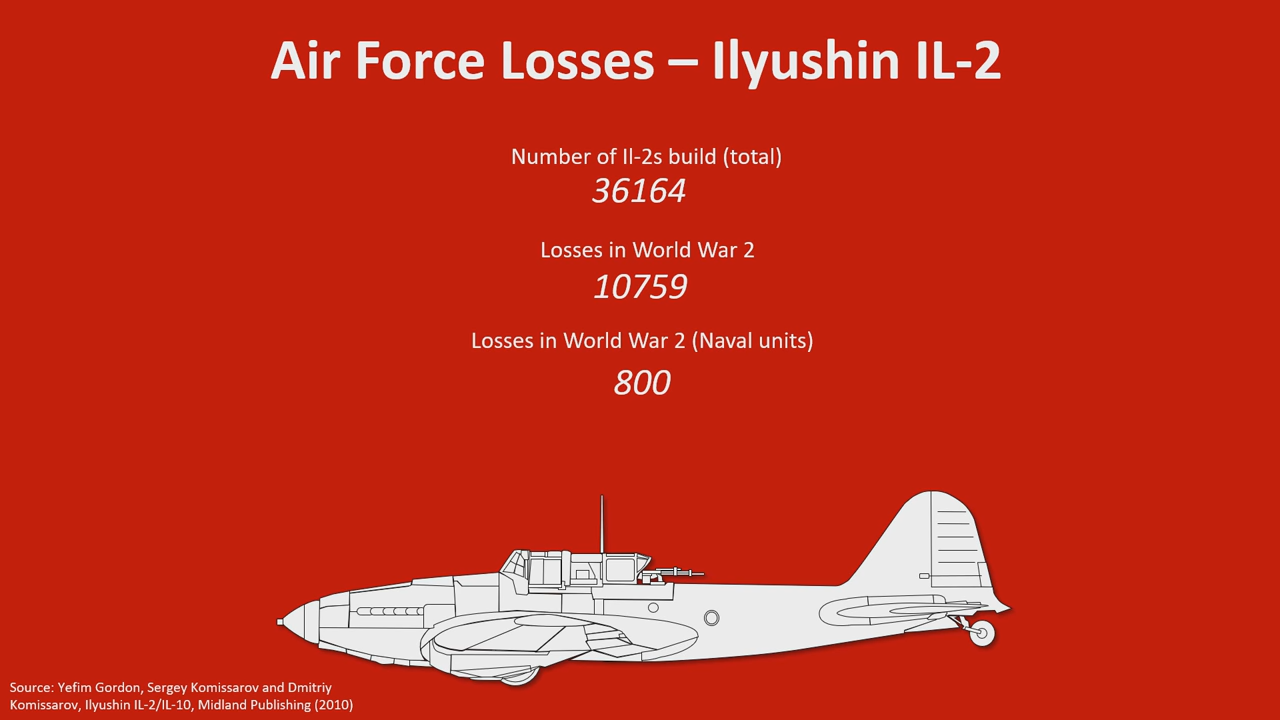 Air Force Losses – Ilyushin IL-2
Number of Il-2s build (total)
36164
Losses in World War 2
10759
Losses in World War 2 (Naval units)
800
Source: Yefim Gordon, Sergey Komissarov and Dmitriy
Komissarov, Ilyushin IL-2/IL-10, Midland Publishing (2010)